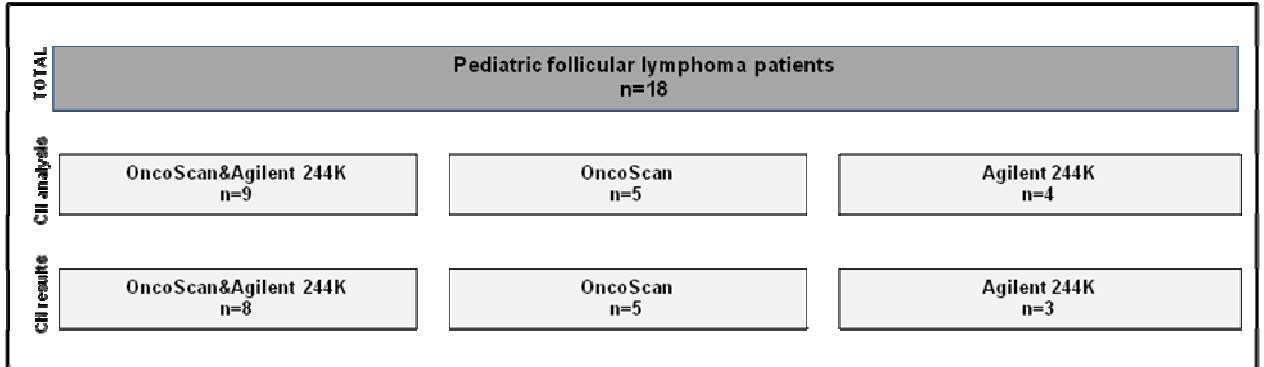 TOTAL
Pediatric follicular lymphoma patients
n=18
CN analysis
OncoScan&Agilent 244K
n=9
OncoScan
n=5
Agilent 244K
n=4
CN results
OncoScan&Agilent 244K
n=8
OncoScan
n=5
Agilent 244K
n=3